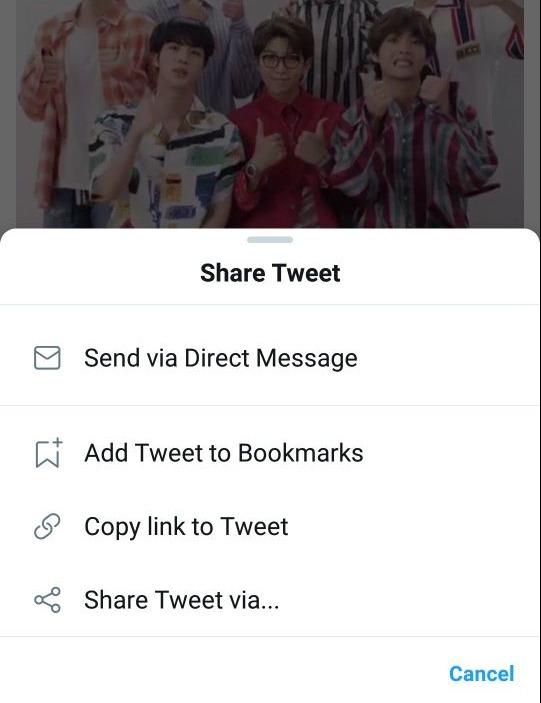 Share Tweet
Send via Direct Message
Add Tweet to Bookmarks
Copy link to Tweet
Share Tweet via...
Cancel